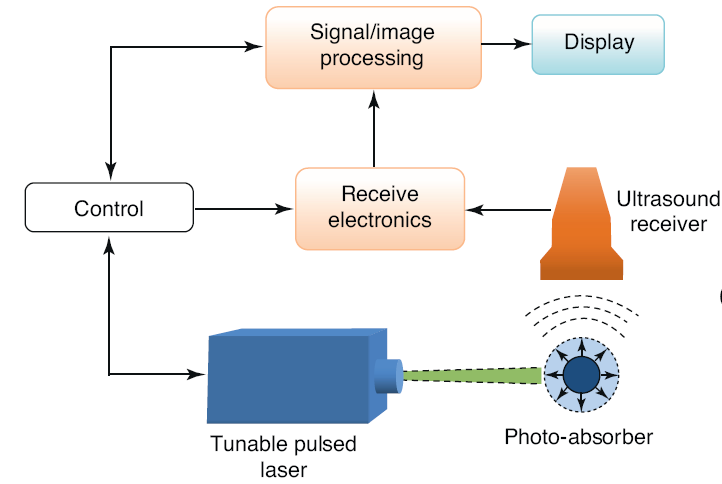 Signal/image
processing
Display
Control
Receive
electronics
Ultrasound
receiver
(
Tunable pulsed
laser
Photo-absorber